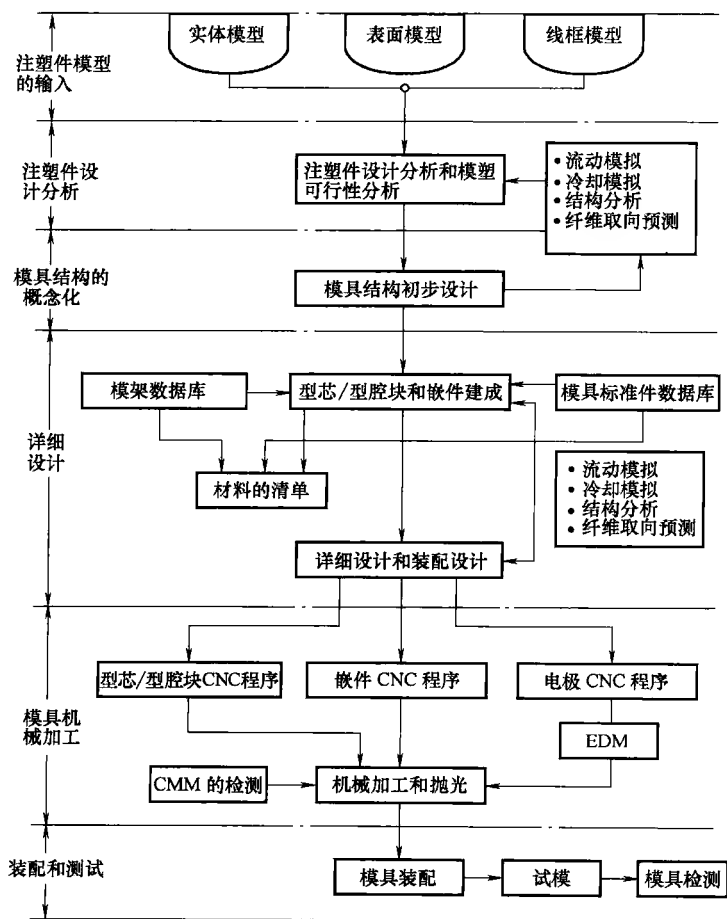 实体模型
表面模型
线框模型
注塑件模型
的输入
注塑件设
计分析
注塑件设计分析和模塑
可行性分析
• 流动模拟
• 冷却模拟
• 结构分析
• 纤维取向预测
模具结构的
概念化
模具结构初步设计
模架数据库
型芯/型腔块和嵌件建成
模具标准件数据库
详细
设计
材料的清单
• 流动模拟
• 冷却模拟
• 结构分析
• 纤维取向预测
详细设计和装配设计
型芯/型腔块CNC程序
嵌件 CNC 程序
电极 CNC 程序
模具机
械加工
EDM
CMM 的检测
机械加工和抛光
装配和测试
模具装配
试模
模具检测